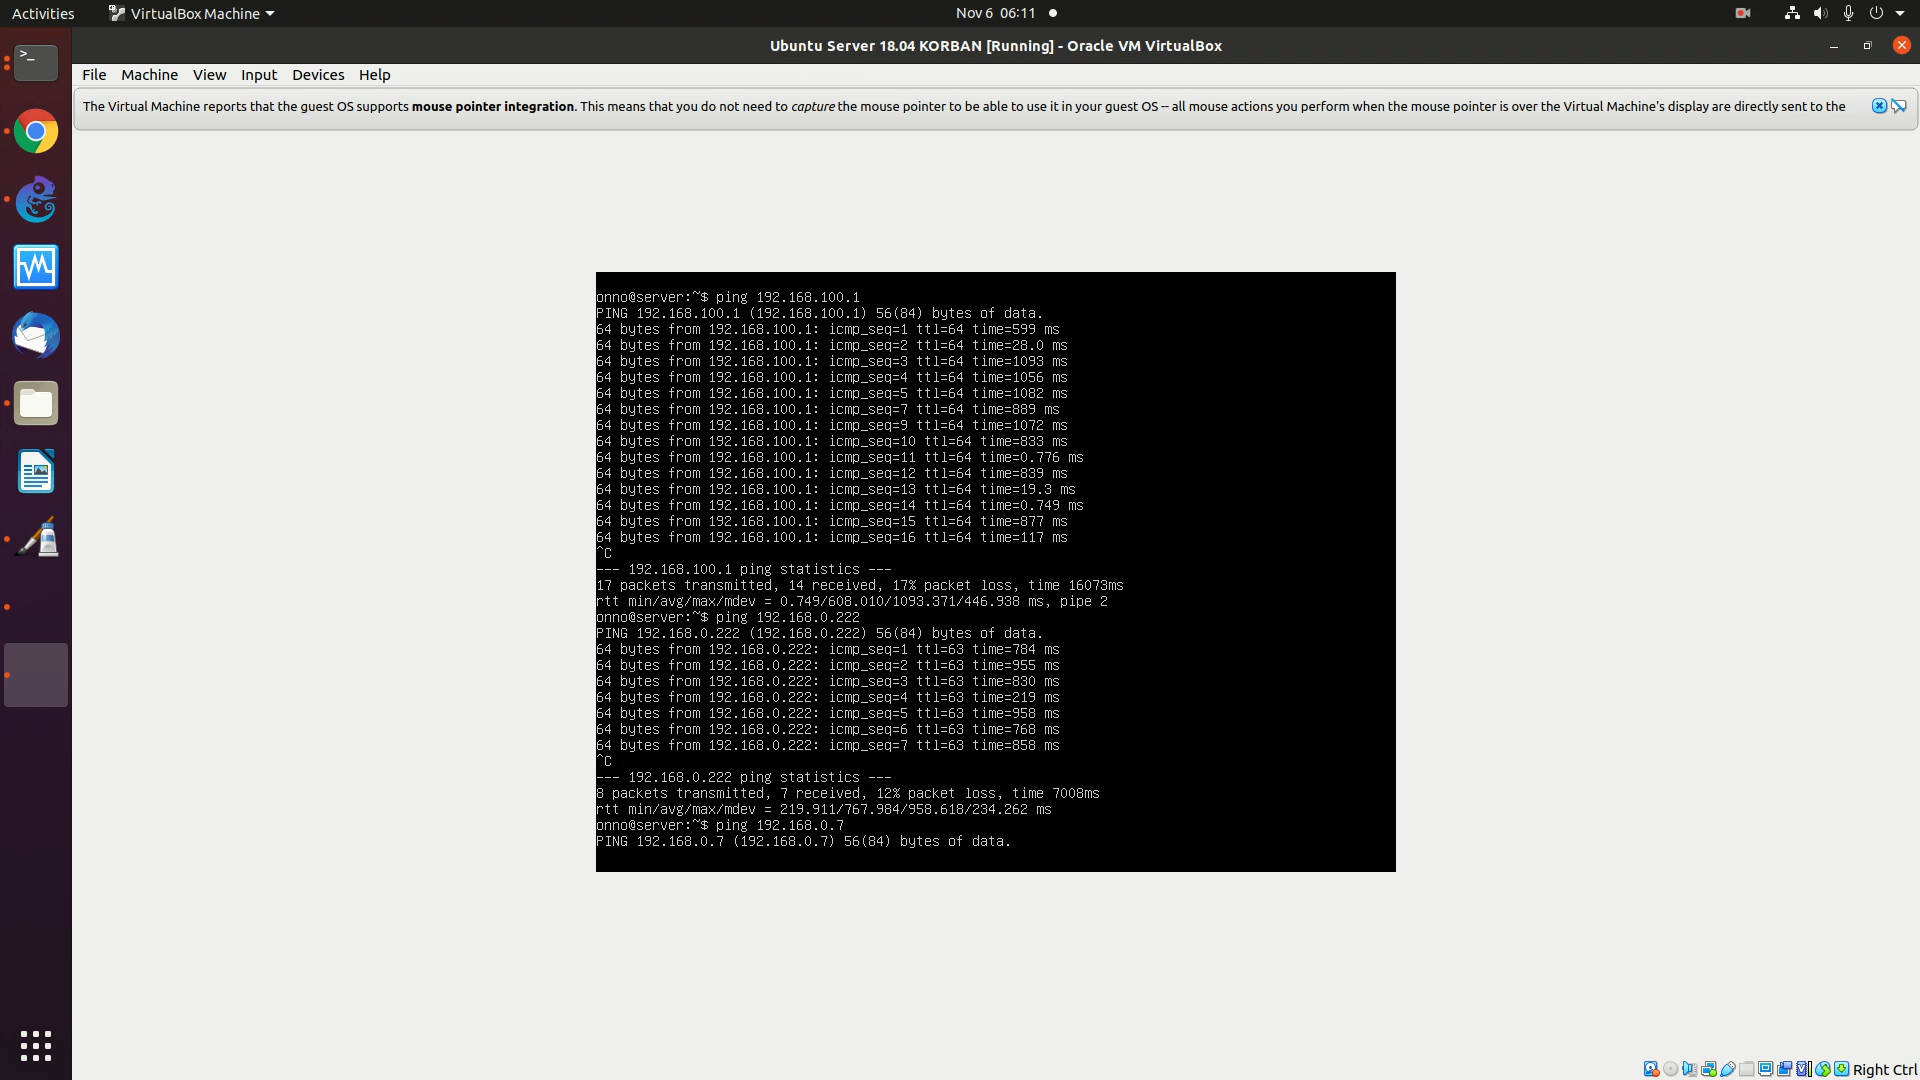 Activities
VirtualBox Machine
Nov 6 06:11
Ubuntu Server 18.04 KORBAN [Running] - Oracle VM VirtualBox
File Machine View Input Devices Help
The Virtual Machine reports that the guest OS supports mouse pointer integration. This means that you do not need to capture the mouse pointer to be able to use it in your guest OS -- all mouse actions you perform when the mouse pointer is over the Virtual Machine's display are directly sent to the
onno@server:~$ ping 192.168.100.1
PING 192.168.100.1 (192.168.100.1) 56(84) bytes of data.
64 bytes from 192.168.100.1: icmp_seq=1 ttl=64 time=599 ms
64 bytes from 192.168.100.1: icmp_seq=2 ttl=64 time=28.0 ms
64 bytes from 192.168.100.1: icmp_seq=3 ttl=64 time=1093 ms
64 bytes from 192.168.100.1: icmp_seq=4 ttl=64 time=1056 ms
64 bytes from 192.168.100.1: icmp_seq=5 ttl=64 time=1082 ms
64 bytes from 192.168.100.1: icmp_seq=7 ttl=64 time=889 ms
64 bytes from 192.168.100.1: icmp_seq=9 ttl=64 time=1072 ms
64 bytes from 192.168.100.1: icmp_seq=10 ttl=64 time=833 ms
64 bytes from 192.168.100.1: icmp_seq=11 ttl=64 time=0.776 ms
64 bytes from 192.168.100.1: icmp_seq=12 ttl=64 time=839 ms
64 bytes from 192.168.100.1: icmp_seq=13 ttl=64 time=19.3 ms
64 bytes from 192.168.100.1: icmp_seq=14 ttl=64 time=0.749 ms
64 bytes from 192.168.100.1: icmp_seq=15 ttl=64 time=877 ms
64 bytes from 192.168.100.1: icmp_seq=16 ttl=64 time=117 ms
^C
--- 192.168.100.1 ping statistics ---
17 packets transmitted, 14 received, 17% packet loss, time 16073ms
rtt min/avg/max/mdev = 0.749/608.010/1093.371/446.938 ms, pipe 2
onno@server:~$ ping 192.168.0.222
PING 192.168.0.222 (192.168.0.222) 56(84) bytes of data.
64 bytes from 192.168.0.222: icmp_seq=1 ttl=63 time=784 ms
64 bytes from 192.168.0.222: icmp_seq=2 ttl=63 time=955 ms
64 bytes from 192.168.0.222: icmp_seq=3 ttl=63 time=830 ms
64 bytes from 192.168.0.222: icmp_seq=4 ttl=63 time=219 ms
64 bytes from 192.168.0.222: icmp_seq=5 ttl=63 time=958 ms
64 bytes from 192.168.0.222: icmp_seq=6 ttl=63 time=768 ms
64 bytes from 192.168.0.222: icmp_seq=7 ttl=63 time=858 ms
^C
--- 192.168.0.222 ping statistics ---
8 packets transmitted, 7 received, 12% packet loss, time 7008ms
rtt min/avg/max/mdev = 219.911/767.984/958.618/234.262 ms
onno@server:~$ ping 192.168.0.7
PING 192.168.0.7 (192.168.0.7) 56(84) bytes of data.
Right Ctrl